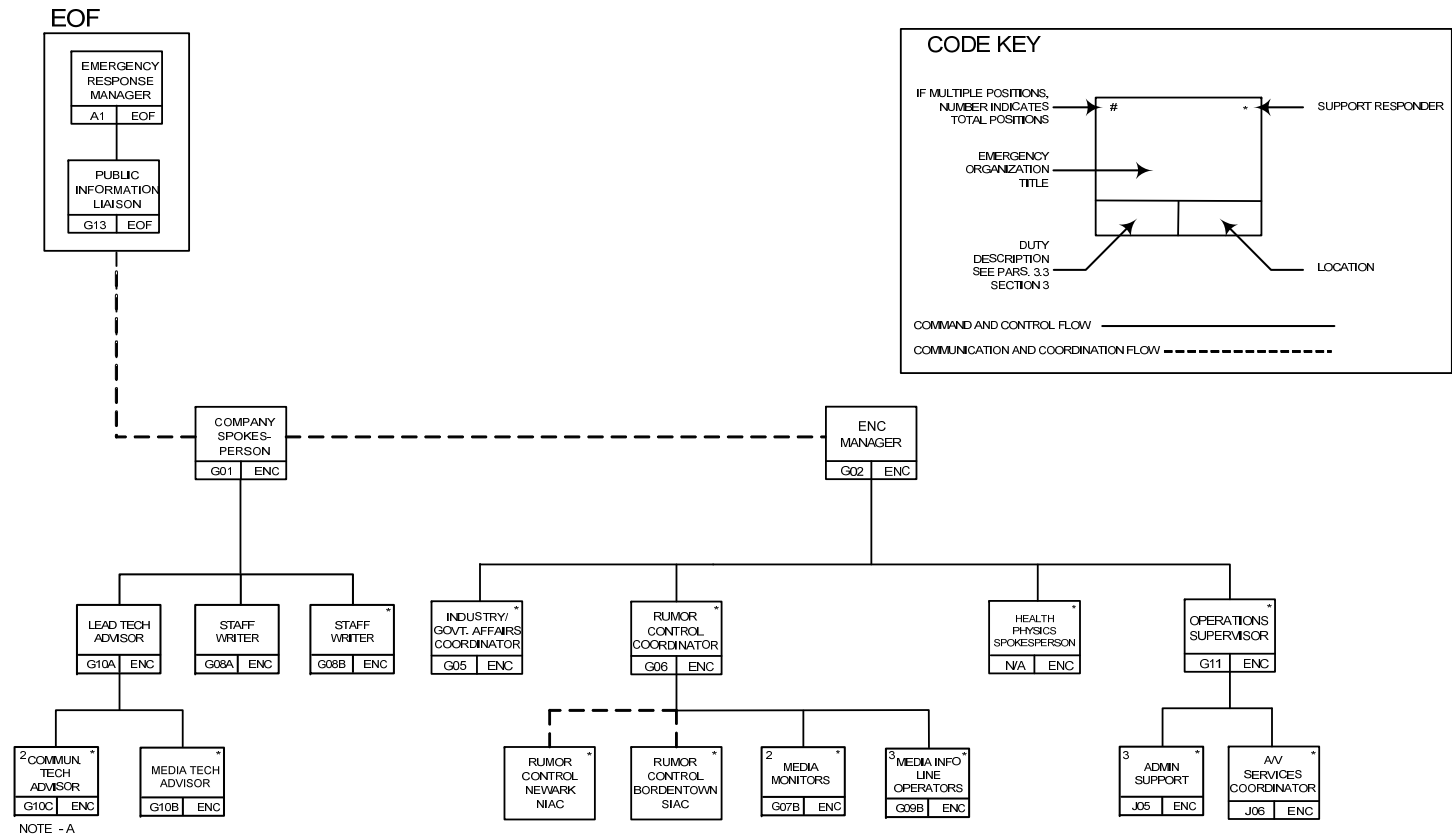 EOF
EMERGENCY
RESPONSE
MANAGER
A1 EOF
PUBLIC
INFORMATION
LIAISON
G13 EOF
CODE KEY
IF MULTIPLE POSITIONS,
NUMBER INDICATES
TOTAL POSITIONS
# *
SUPPORT RESPONDER
EMERGENCY
ORGANIZATION
TITLE
DUTY
DESCRIPTION
SEE PARS. 3.3
SECTION 3
LOCATION
COMMAND AND CONTROL FLOW
COMMUNICATION AND COORDINATION FLOW
COMPANY
SPOKES-
PERSON
G01 ENC
ENC
MANAGER
G02 ENC
LEAD TECH
ADVISOR
G10A ENC
STAFF
WRITER
G08A ENC
*
STAFF
WRITER
G08B ENC
*
INDUSTRY/
GOVT. AFFAIRS
COORDINATOR
G05 ENC
*
RUMOR
CONTROL
COORDINATOR
G06 ENC
*
HEALTH
PHYSICS
SPOKESPERSON
N/A ENC
*
OPERATIONS
SUPERVISOR
G11 ENC
2 *
COMMUN.
TECH
ADVISOR
G10C ENC
NOTE - A
*
MEDIA TECH
ADVISOR
G10B ENC
*
RUMOR
CONTROL
NEWARK
NIAC
*
RUMOR
CONTROL
BORDENTOWN
SIAC
2 *
MEDIA
MONITORS
G07B ENC
3 *
MEDIA INFO
LINE
OPERATORS
G09B ENC
3 *
ADMIN
SUPPORT
J05 ENC
*
A/V
SERVICES
COORDINATOR
J06 ENC